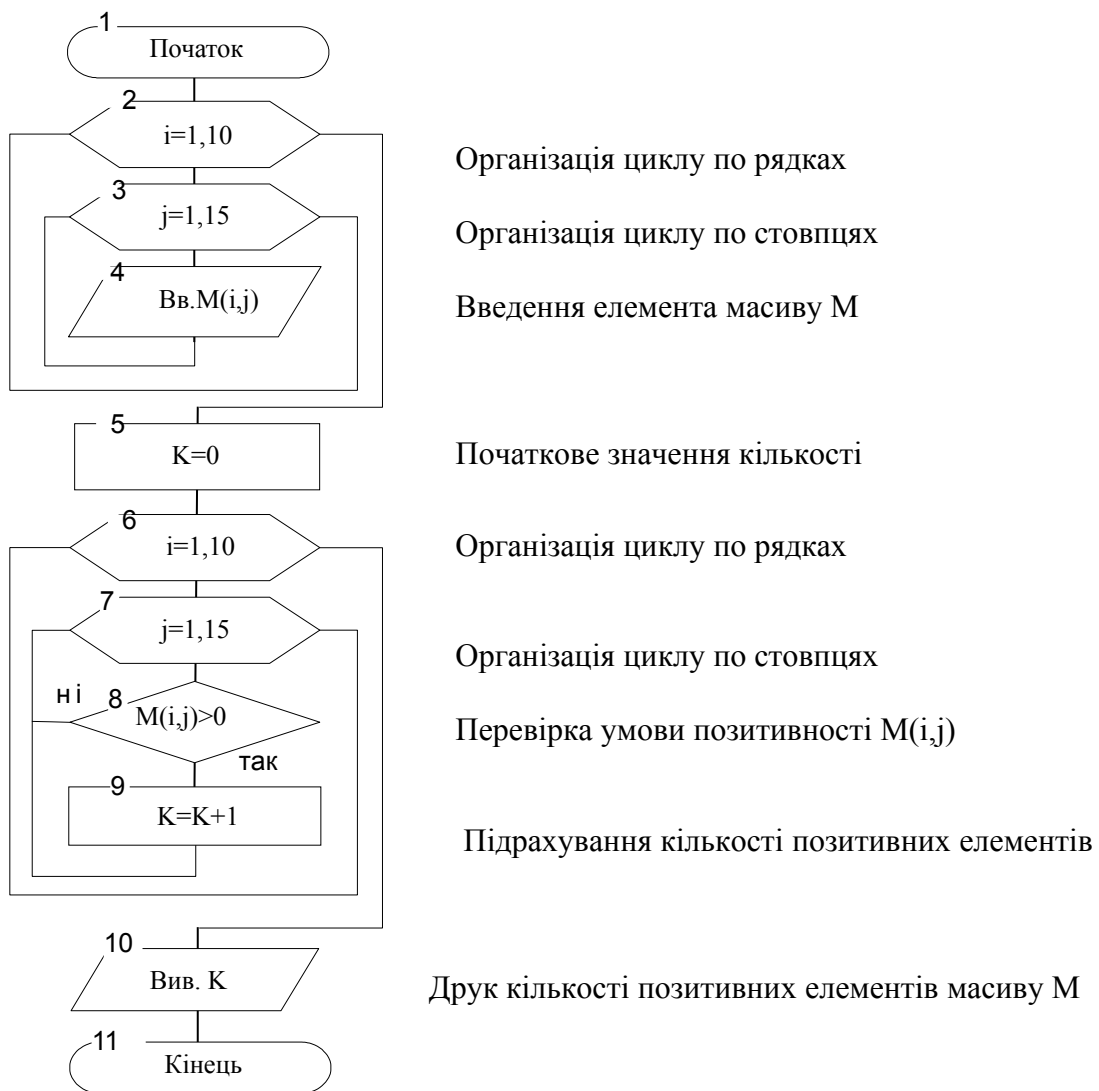 1
Початок
2
i=1,10
Організація циклу по рядках
3
j=1,15
Організація циклу по стовпцях
4
Вв.М(i,j)
Введення елемента масиву М
5
K=0
Початкове значення кількості
6
i=1,10
Організація циклу по рядках
7
j=1,15
Організація циклу по стовпцях
ні
8
M(i,j)>0
Перевірка умови позитивності M(i,j)
так
9
K=K+1
Підрахування кількості позитивних елементів
10
Вив. K
Друк кількості позитивних елементів масиву М
11
Кінець